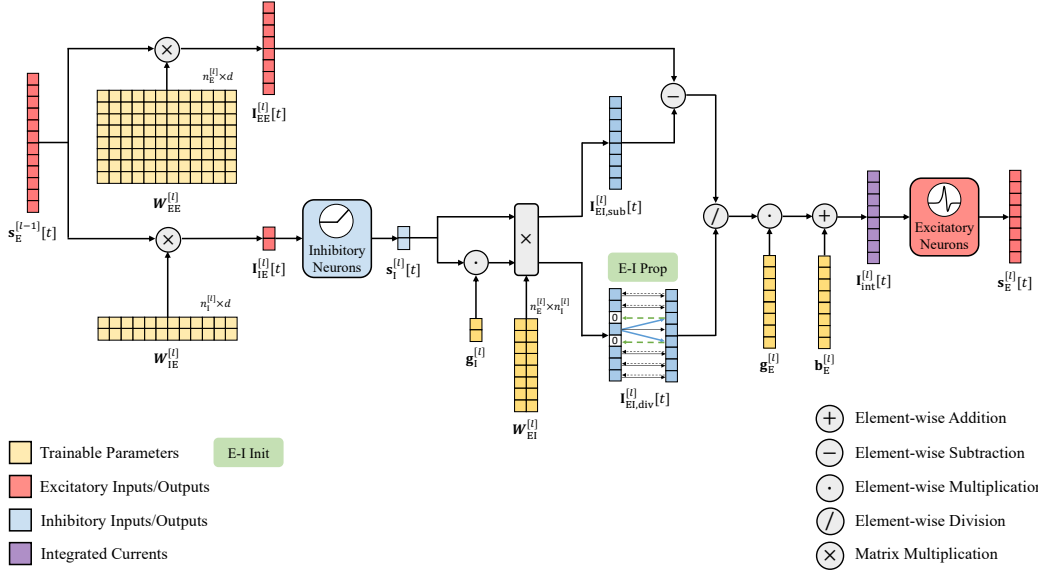 n_E^[l]×d
I_EE^[l][t]
W_EE^[l]
s_E^[l−1][t]
I_EI,sub^[l][t]
Inhibitory
Neurons
I_IE^[l][t]
s_I^[l][t]
Excitatory
Neurons
I_int^[l][t]
s_E^[l][t]
E-I Prop
0
0
n_I^[l]×d
W_IE^[l]
g_I^[l]
n_E^[l]×n_I^[l]
W_EI^[l]
I_EI,div^[l][t]
g_E^[l]
b_E^[l]
Trainable Parameters
E-I Init
Excitatory Inputs/Outputs
Inhibitory Inputs/Outputs
Integrated Currents
+ Element-wise Addition
− Element-wise Subtraction
· Element-wise Multiplication
/ Element-wise Division
× Matrix Multiplication